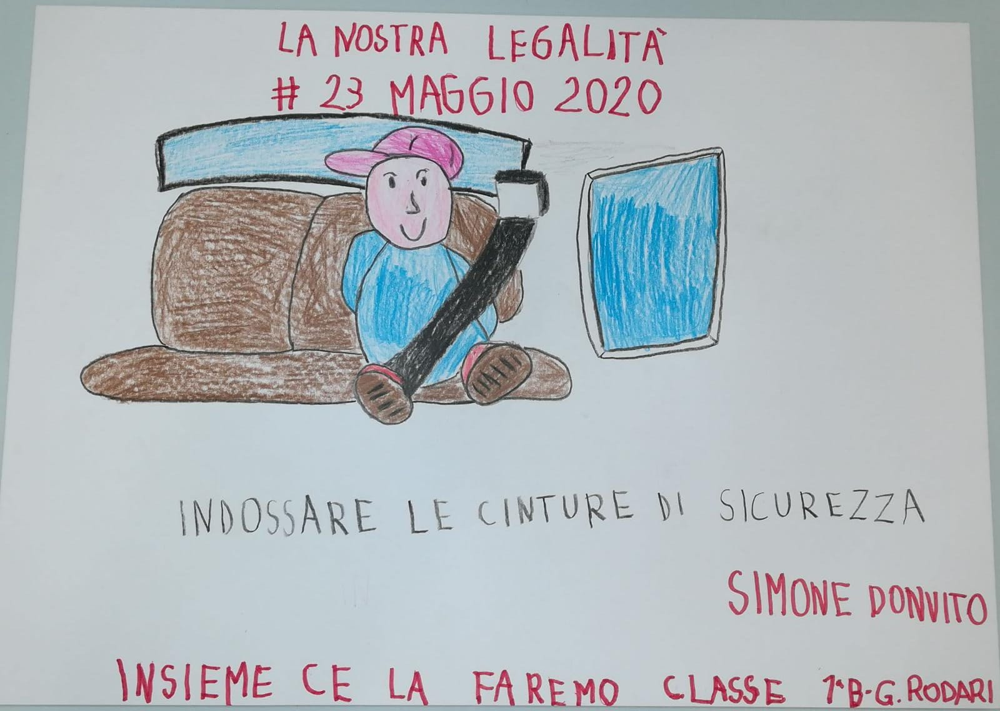 LA NOSTRA LEGALITÀ
# 23 MAGGIO 2020
INDOSSARE LE CINTURE DI SICUREZZA
SIMONE DONVITO
INSIEME CE LA FAREMO CLASSE 1ªB-G.RODARI